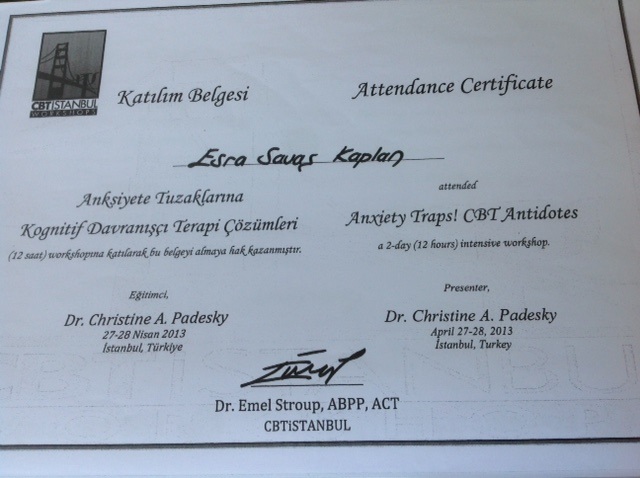 CBTİSTANBUL
WORKSHOPS
Katılım Belgesi
Attendance Certificate
Esra Savaş Kaplan
Anksiyete Tuzaklarına
Kognitif Davranışçı Terapi Çözümleri
(12 saat) workshopına katılarak bu belgeyi almaya hak kazanmıştır.
attended
Anxiety Traps! CBT Antidotes
a 2-day (12 hours) intensive workshop.
Eğitimci,
Dr. Christine A. Padesky
27-28 Nisan 2013
İstanbul, Türkiye
Presenter,
Dr. Christine A. Padesky
April 27-28, 2013
İstanbul, Turkey
Dr. Emel Stroup, ABPP, ACT
CBTiSTANBUL